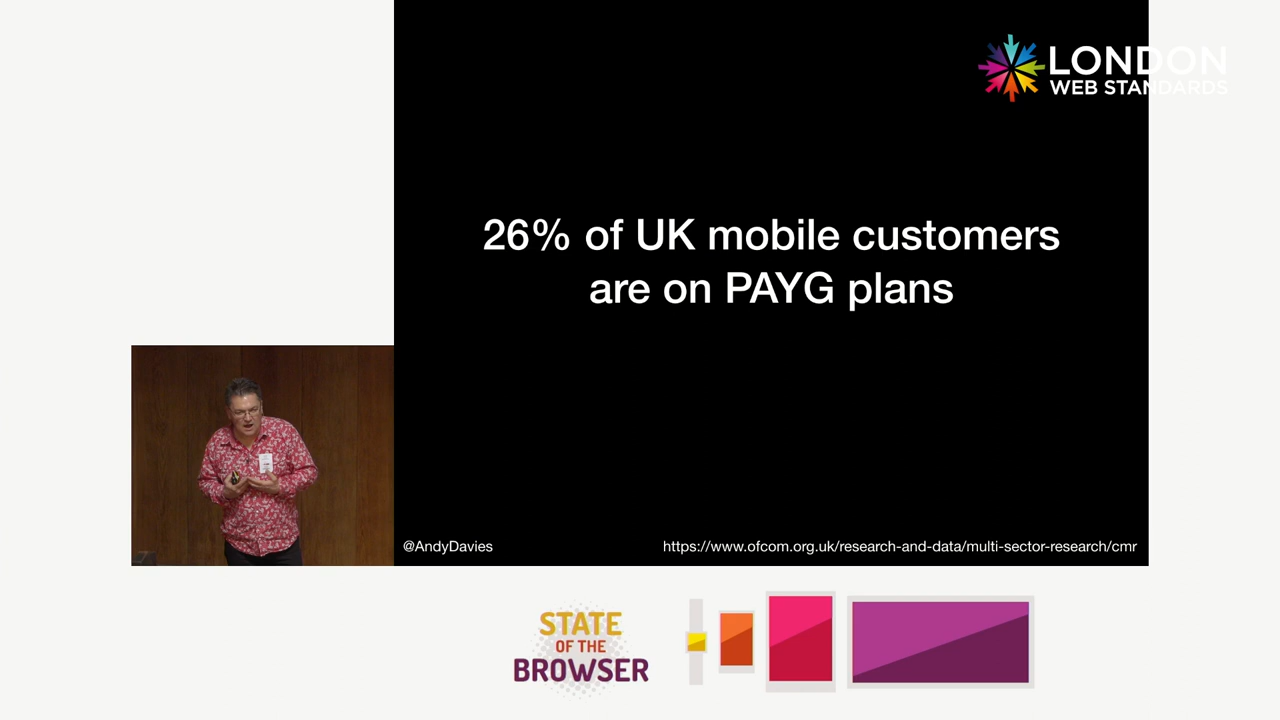 LONDON
WEB STANDARDS
26% of UK mobile customers
are on PAYG plans
@AndyDavies
https://www.ofcom.org.uk/research-and-data/multi-sector-research/cmr
STATE
OF THE
BROWSER